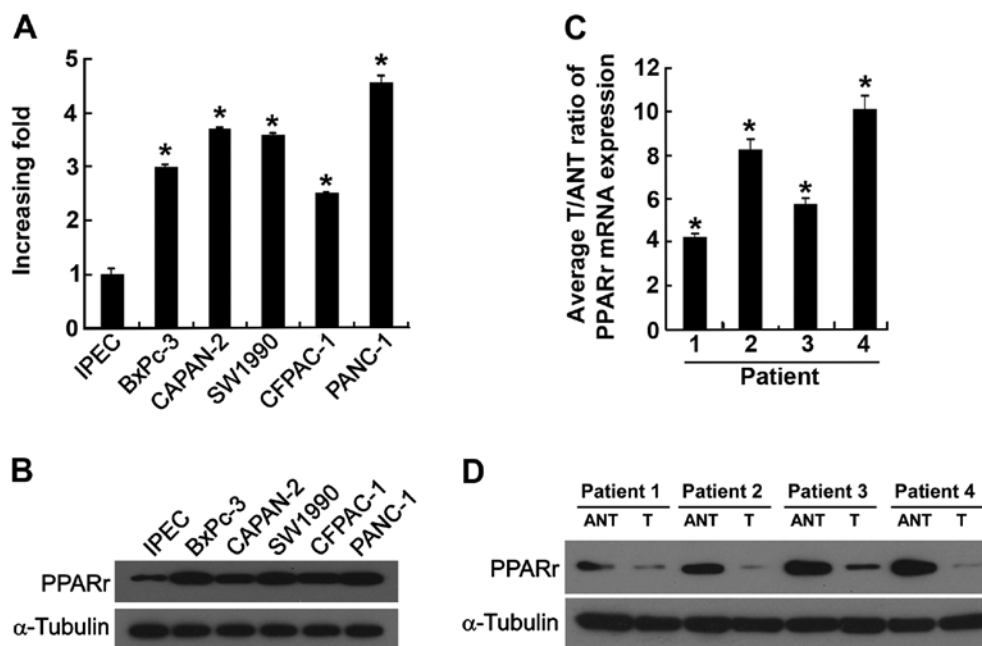 A
Increasing fold
5
4
3
2
1
0
*
*
*
*
*
IPEC
BxPc-3
CAPAN-2
SW1990
CFPAC-1
PANC-1
C
Average T/ANT ratio of
PPARr mRNA expression
12
10
8
6
4
2
0
*
*
*
*
1 2 3 4
Patient
B
IPEC
BxPc-3
CAPAN-2
SW1990
CFPAC-1
PANC-1
PPARr
α-Tubulin
D
Patient 1 Patient 2 Patient 3 Patient 4
ANT T ANT T ANT T ANT T
PPARr
α-Tubulin